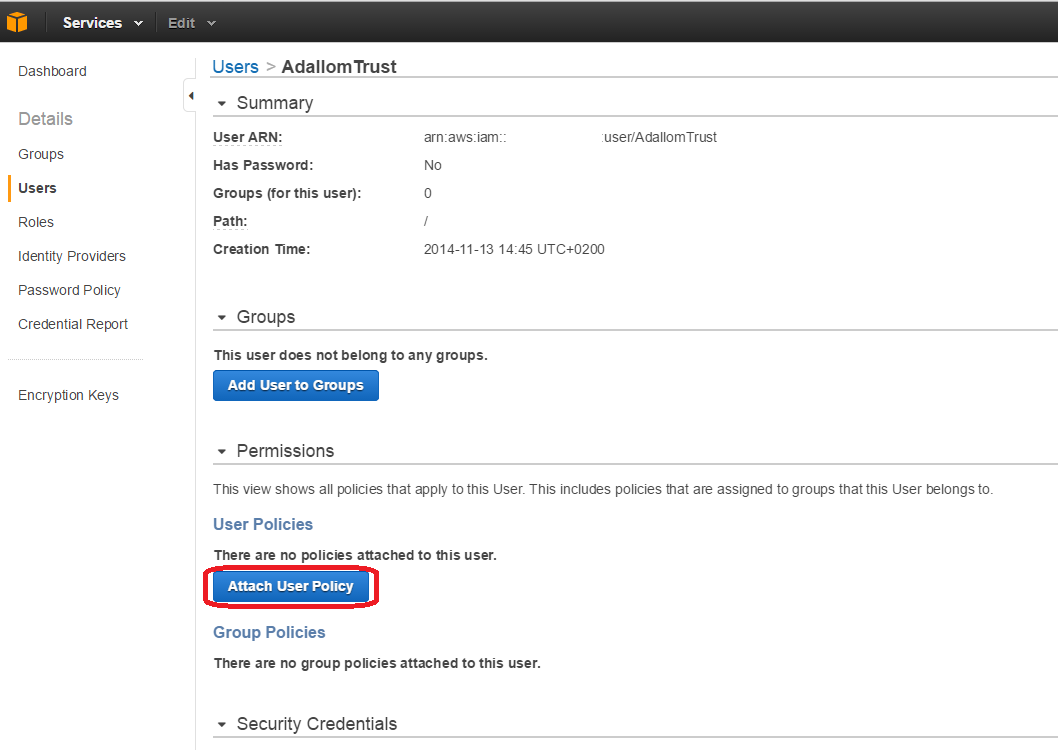 Services Edit
Dashboard
Details
Groups
Users
Roles
Identity Providers
Password Policy
Credential Report
Encryption Keys
Users > AdallomTrust
Summary
User ARN: arn:aws:iam:: :user/AdallomTrust
Has Password: No
Groups (for this user): 0
Path: /
Creation Time: 2014-11-13 14:45 UTC+0200
Groups
This user does not belong to any groups.
Add User to Groups
Permissions
This view shows all policies that apply to this User. This includes policies that are assigned to groups that this User belongs to.
User Policies
There are no policies attached to this user.
Attach User Policy
Group Policies
There are no group policies attached to this user.
Security Credentials